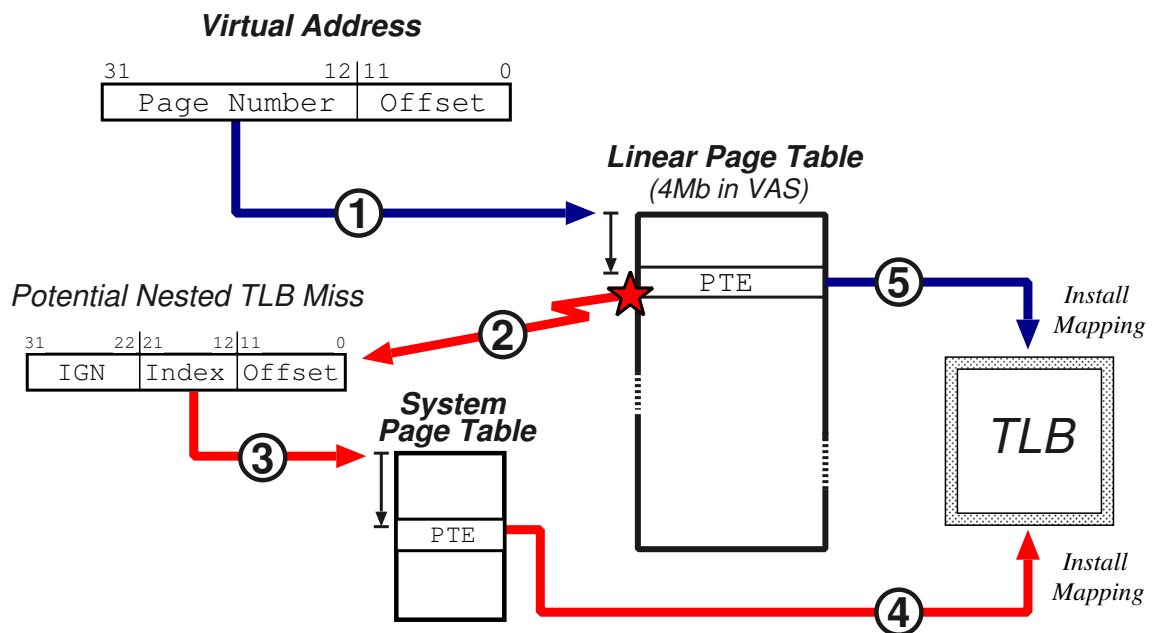 Virtual Address
31 12 11 0
Page Number Offset
Linear Page Table
(4Mb in VAS)
1
PTE
5
Install
Mapping
Potential Nested TLB Miss
2
31 22 21 12 11 0
IGN Index Offset
System
Page Table
3
TLB
PTE
Install
Mapping
4